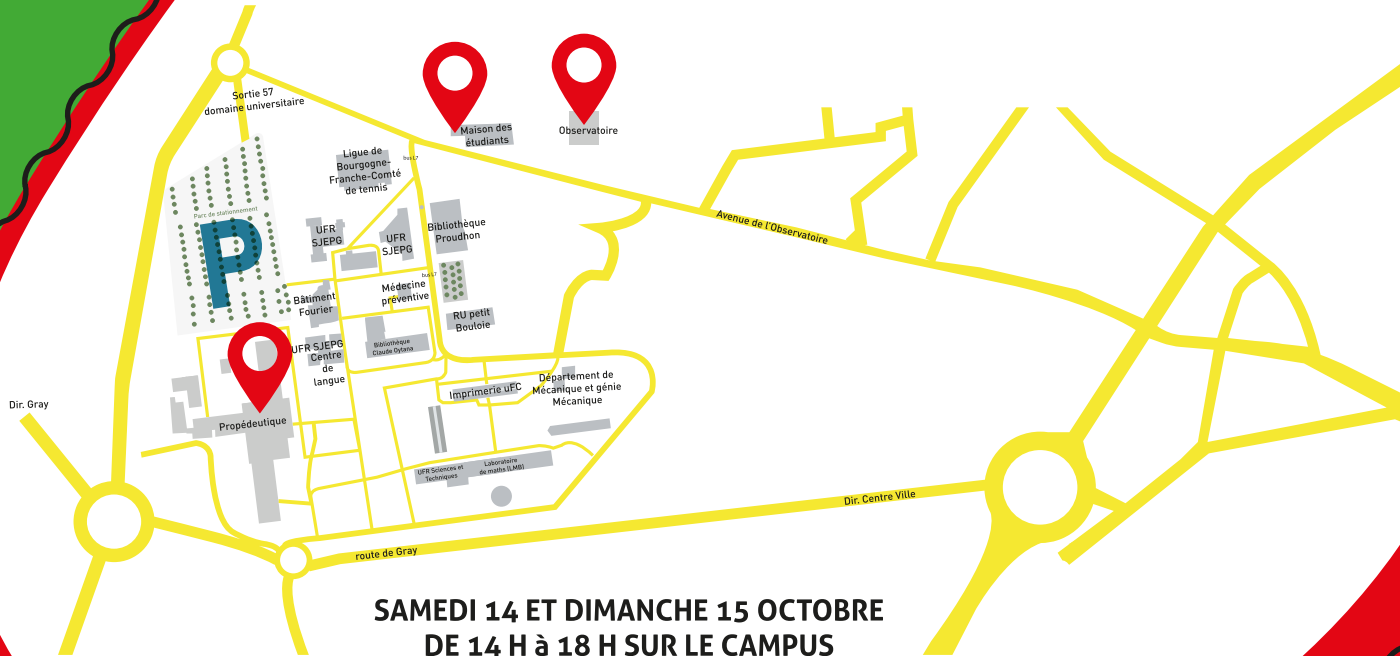 Sortie 57
domaine universitaire
Maison des
étudiants
Observatoire
Ligue de
Bourgogne-
Franche-Comté
de tennis
bus L7
Parc de stationnement
P
UFR
SJEPG
UFR
SJEPG
Bibliothèque
Proudhon
Avenue de l'Observatoire
bus L7
Médecine
préventive
Bâtiment
Fourier
RU petit
Bouloie
UFR SJEPG
Centre
de
langue
Bibliothèque
Claude Oytana
Dir. Gray
Imprimerie uFC
Département de
Mécanique et génie
Mécanique
Propédeutique
UFR Sciences et
Techniques
Laboratoire
de maths (LMB)
Dir. Centre Ville
route de Gray
SAMEDI 14 ET DIMANCHE 15 OCTOBRE
DE 14 H à 18 H SUR LE CAMPUS